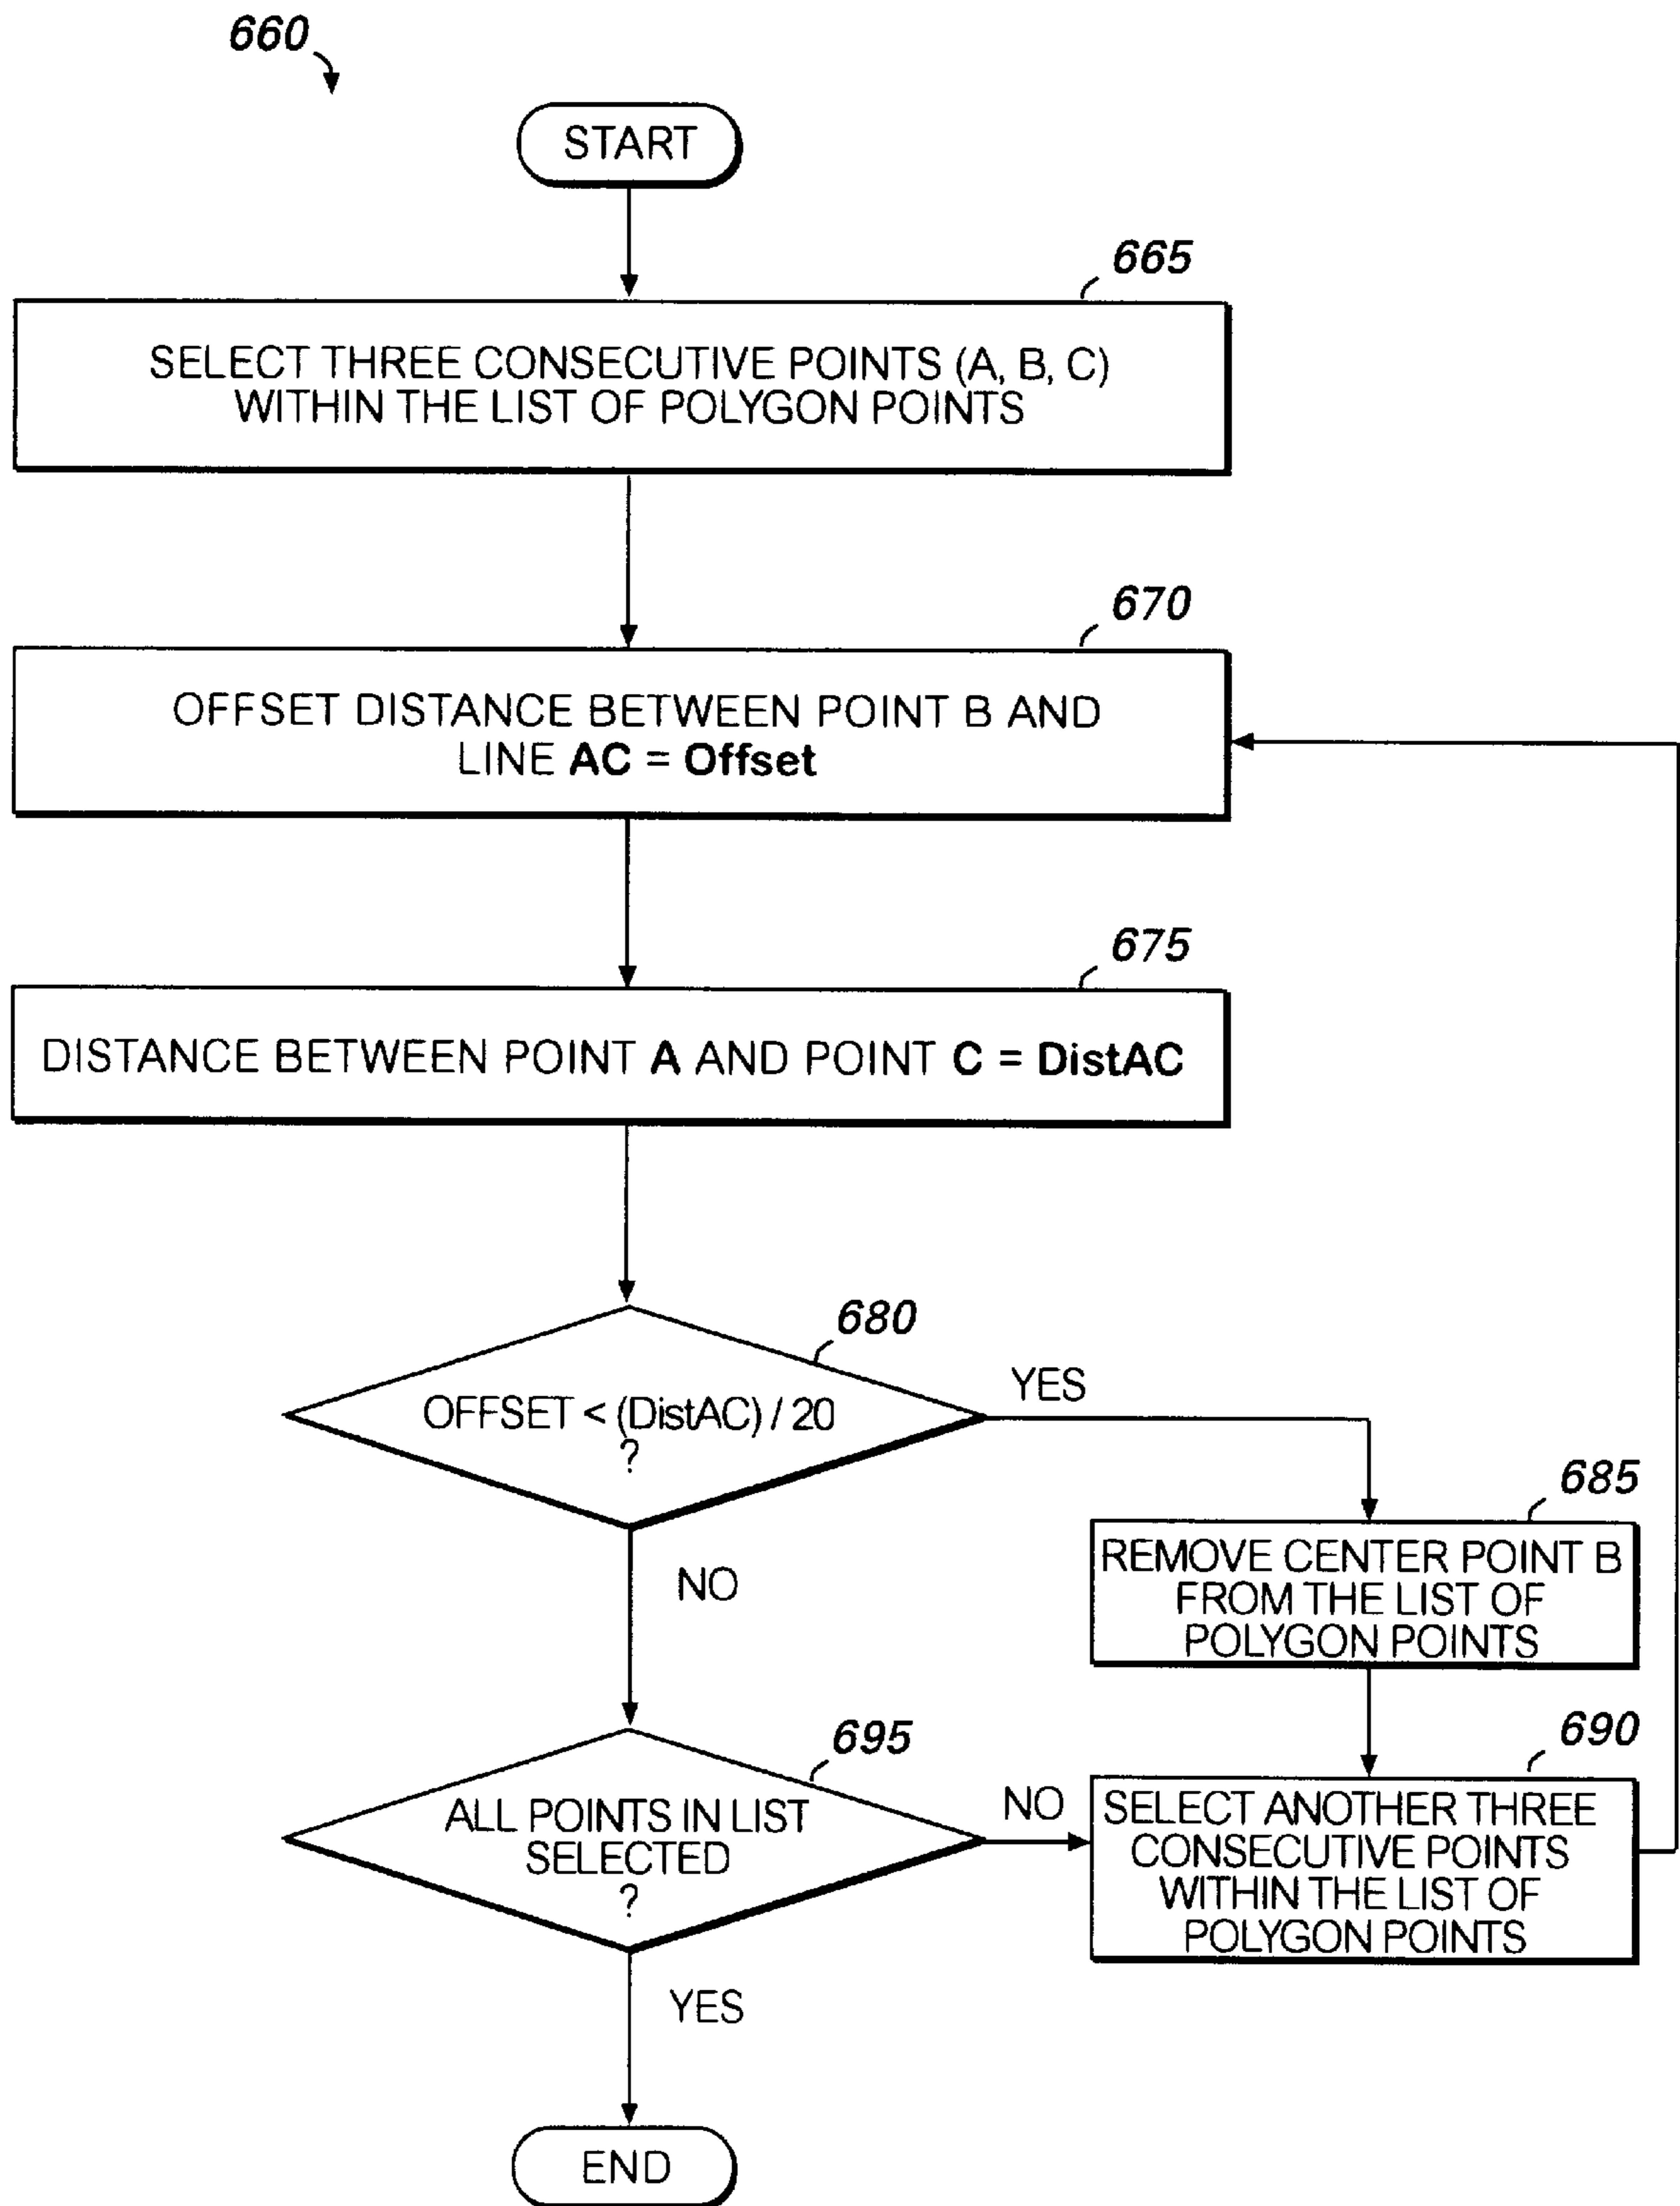 660
START
665
SELECT THREE CONSECUTIVE POINTS (A, B, C)
WITHIN THE LIST OF POLYGON POINTS
670
OFFSET DISTANCE BETWEEN POINT B AND
LINE AC = Offset
675
DISTANCE BETWEEN POINT A AND POINT C = DistAC
680
OFFSET < (DistAC) / 20
?
YES
NO
685
REMOVE CENTER POINT B
FROM THE LIST OF
POLYGON POINTS
695
ALL POINTS IN LIST
SELECTED
?
NO
690
SELECT ANOTHER THREE
CONSECUTIVE POINTS
WITHIN THE LIST OF
POLYGON POINTS
YES
END